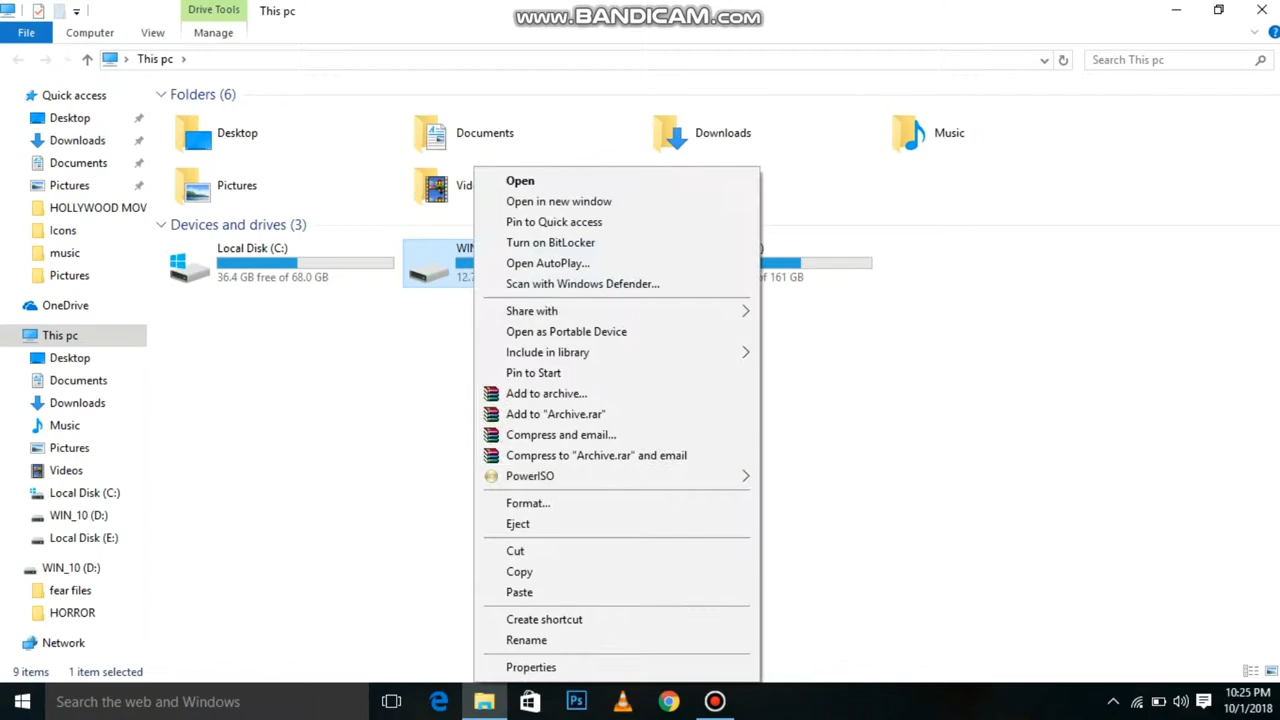 Drive Tools
This pc
www.BANDICAM.com
File
Computer
View
Manage
This pc
Search This pc
Quick access
Desktop
Downloads
Documents
Pictures
HOLLYWOOD MOV
Icons
music
Pictures
OneDrive
This pc
Desktop
Documents
Downloads
Music
Pictures
Videos
Local Disk (C:)
WIN_10 (D:)
Local Disk (E:)
WIN_10 (D:)
fear files
HORROR
Network
Folders (6)
Desktop
Documents
Downloads
Music
Pictures
Devices and drives (3)
Local Disk (C:)
36.4 GB free of 68.0 GB
of 161 GB
Open
Open in new window
Pin to Quick access
Turn on BitLocker
Open AutoPlay...
Scan with Windows Defender...
Share with
Open as Portable Device
Include in library
Pin to Start
Add to archive...
Add to "Archive.rar"
Compress and email...
Compress to "Archive.rar" and email
PowerISO
Format...
Eject
Cut
Copy
Paste
Create shortcut
Rename
Properties
9 items
1 item selected
Search the web and Windows
Ps
10:25 PM
10/1/2018